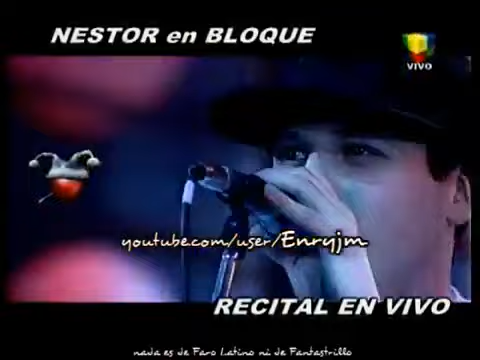 NESTOR en BLOQUE
VIVO
youtube.com/user/Enryjm
RECITAL EN VIVO
nada es de Faro Latino ni de Fantastrillo